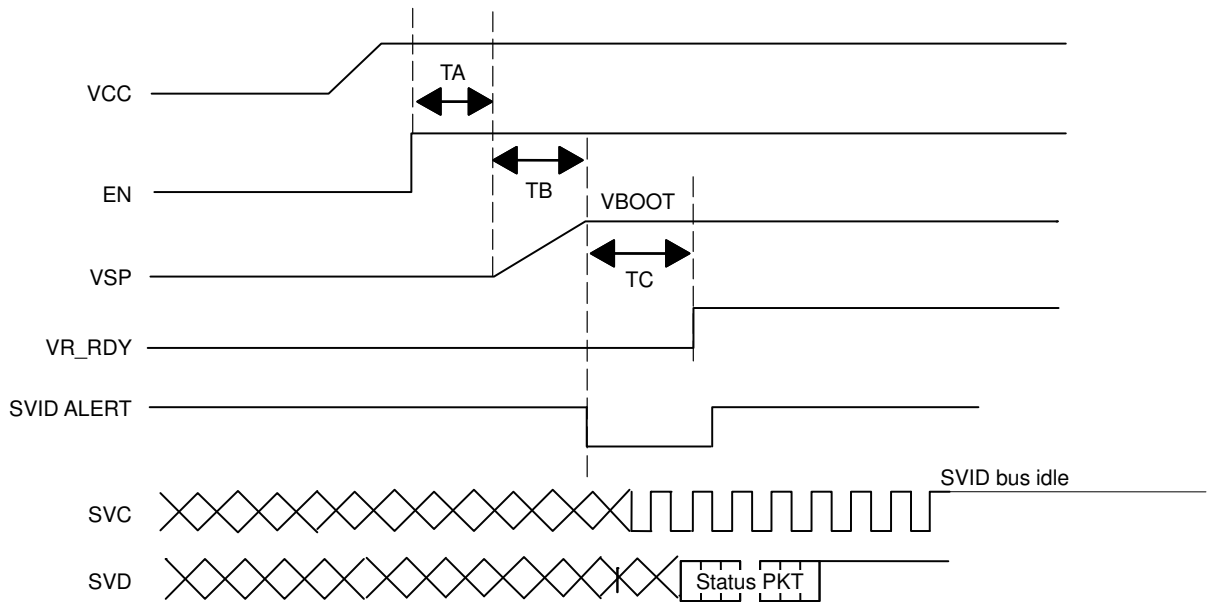 TA
VCC
TB
EN
VBOOT
VSP
TC
VR_RDY
SVID ALERT
SVID bus idle
SVC
SVD
Status PKT